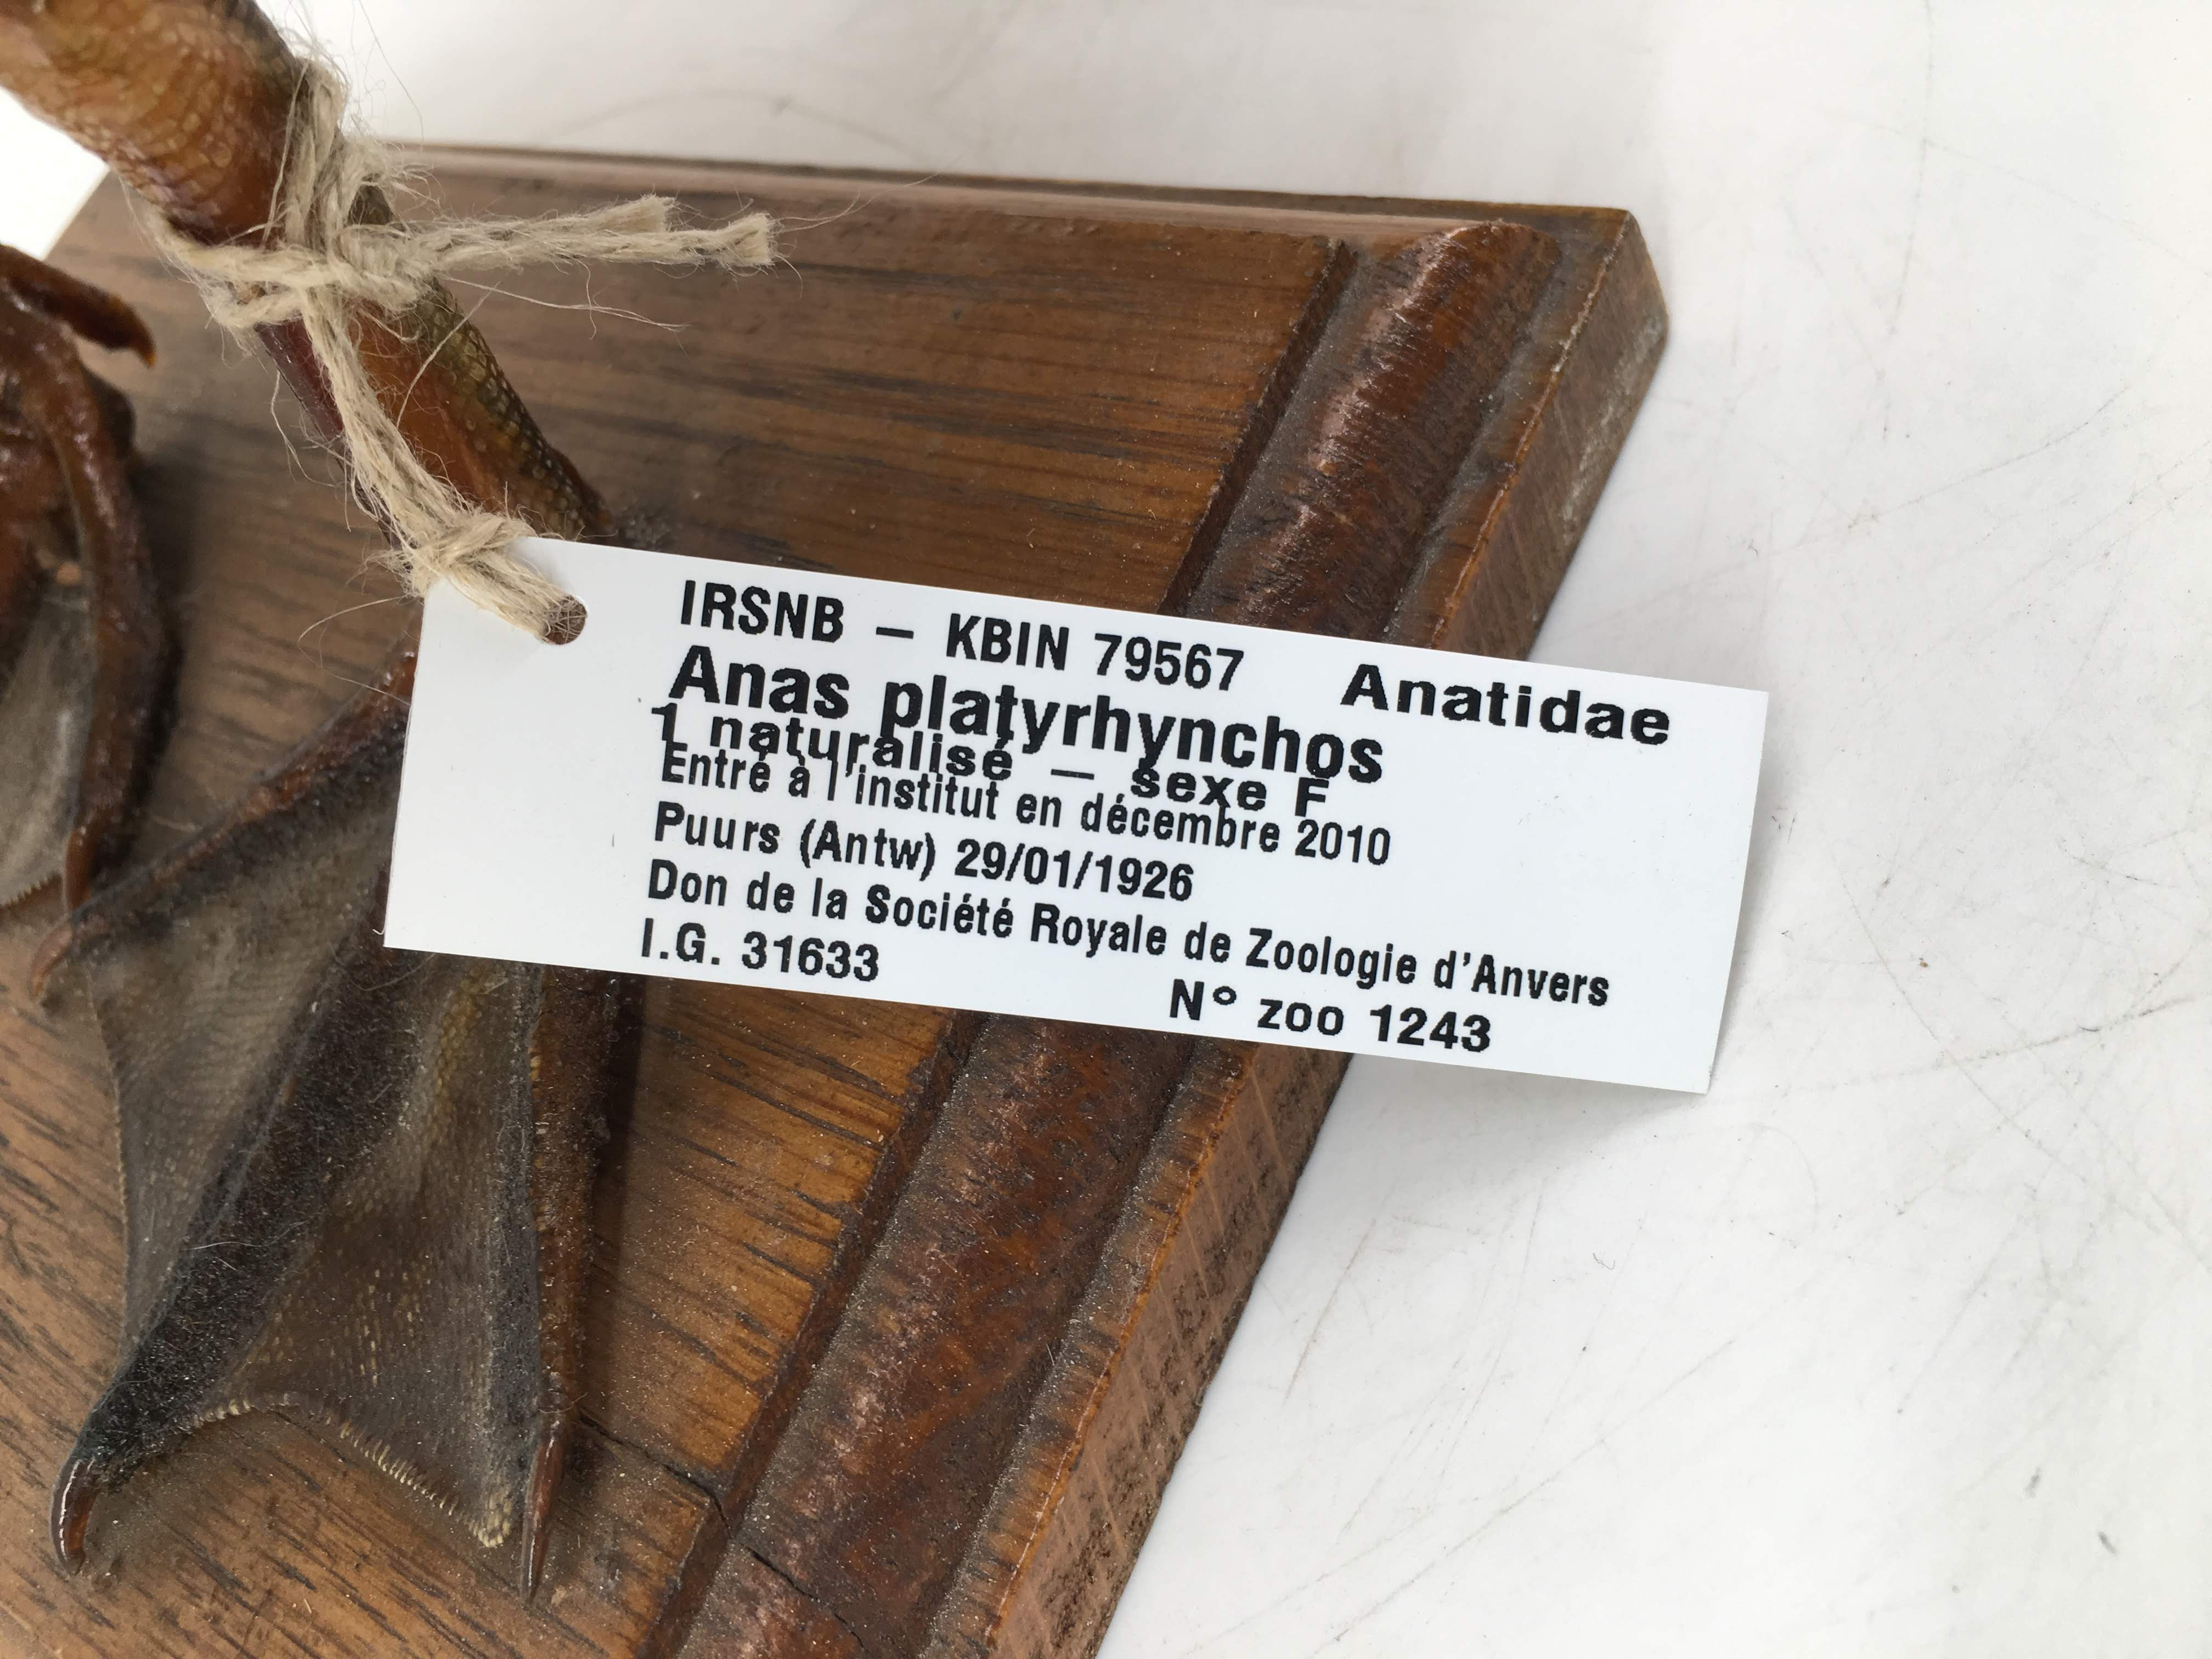 IRSNB – KBIN 79567 Anatidae
Anas platyrhynchos
1 naturalisé – sexe F
Entré à l'institut en décembre 2010
Puurs (Antw) 29/01/1926
Don de la Société Royale de Zoologie d'Anvers
I.G. 31633 N° zoo 1243